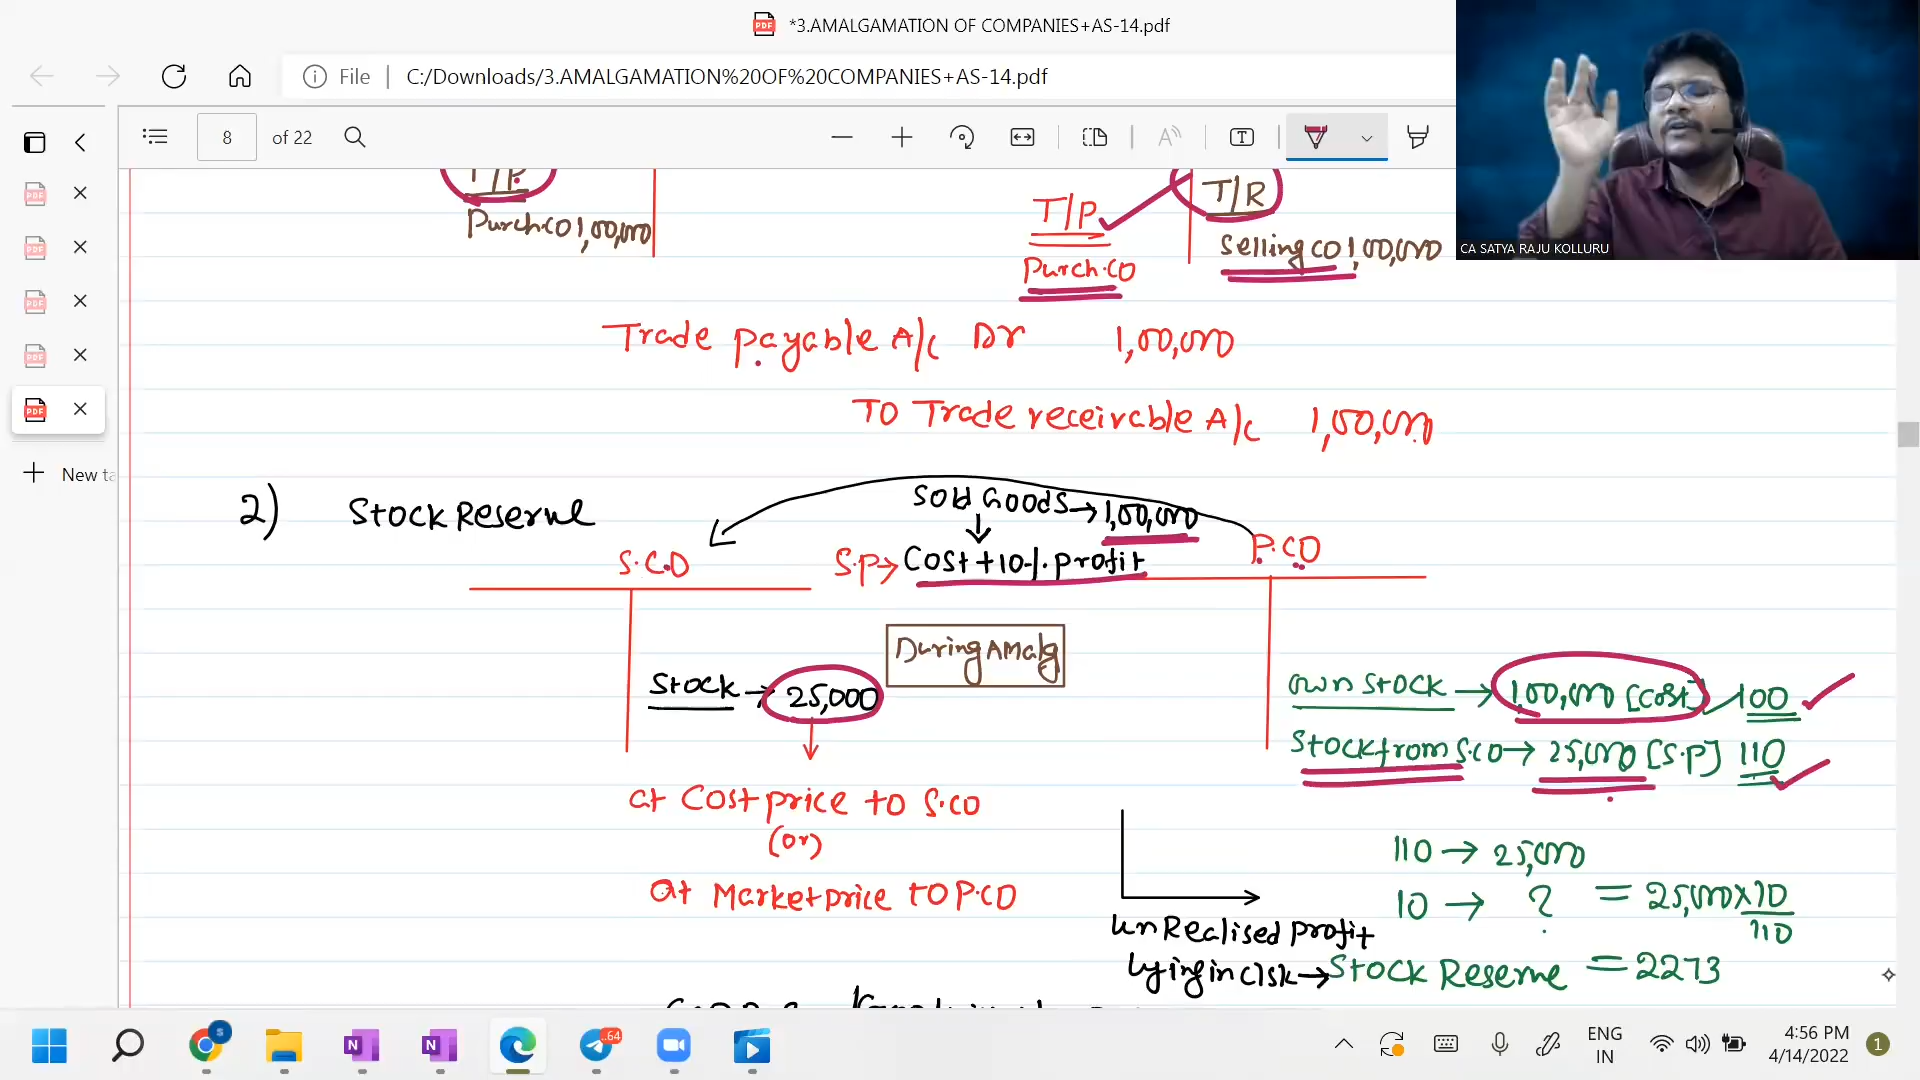 *3.AMALGAMATION OF COMPANIES+AS-14.pdf
File | C:/Downloads/3.AMALGAMATION%20OF%20COMPANIES+AS-14.pdf
8 of 22
T/P
Purch CO 1,00,000
T/P
Purch.CO
T/R
Selling CO 1,00,000
CA SATYA RAJU KOLLURU
Trade payable A/c Dr 1,00,000
TO Trade receivable A/c 1,00,000
New ta
2) Stock Reserve
Sold Goods → 1,00,000
S.C.O
S.P → Cost + 10%. profit
P.CO
During AMalg
Stock → 25,000
own stock → 1,00,000 [Cost] 100
Stock from S.CO → 25,000 [S.P] 110
at Cost price to S.CO
(or)
at Market price to P.CO
110 → 25,000
10 → ? = 25,000 x 10
110
un Realised profit
lying in clsk → Stock Reserve = 2273
..64
ENG
IN
4:56 PM
4/14/2022
1